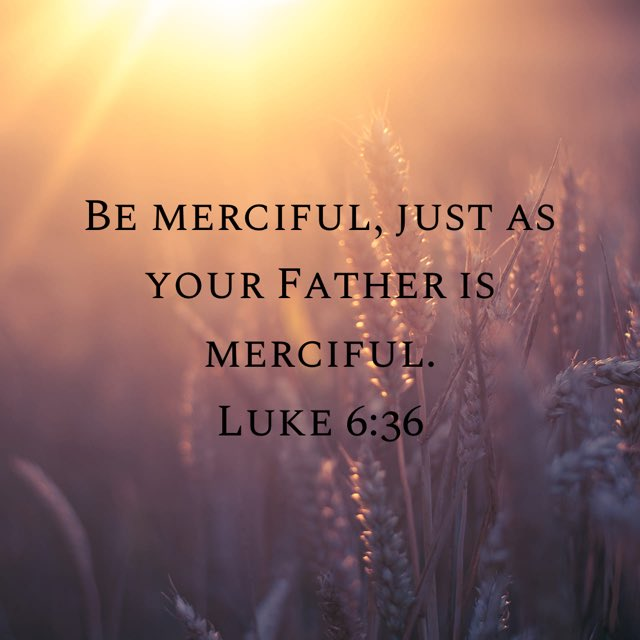 Be merciful, just as
your Father is
merciful.
Luke 6:36